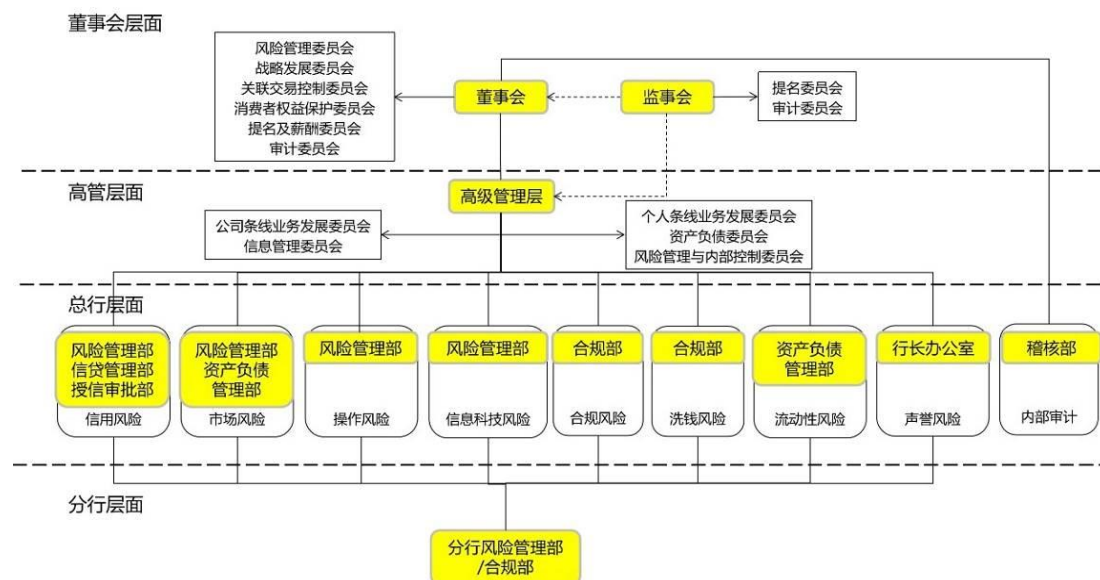 董事会层面
风险管理委员会
战略发展委员会
关联交易控制委员会
消费者权益保护委员会
提名及薪酬委员会
审计委员会
董事会
监事会
提名委员会
审计委员会
高管层面
高级管理层
公司条线业务发展委员会
信息管理委员会
个人条线业务发展委员会
资产负债委员会
风险管理与内部控制委员会
总行层面
风险管理部
信贷管理部
授信审批部
信用风险
风险管理部
资产负债
管理部
市场风险
风险管理部
操作风险
风险管理部
信息科技风险
合规部
合规风险
合规部
洗钱风险
资产负债
管理部
流动性风险
行长办公室
声誉风险
稽核部
内部审计
分行层面
分行风险管理部
/合规部